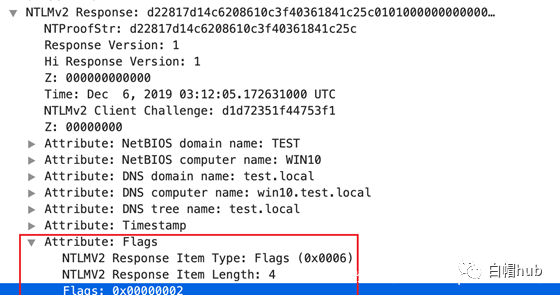 NTLMv2 Response: d22817d14c6208610c3f40361841c25c0101000000000000…
NTProofStr: d22817d14c6208610c3f40361841c25c
Response Version: 1
Hi Response Version: 1
Z: 000000000000
Time: Dec  6, 2019 03:12:05.172631000 UTC
NTLMv2 Client Challenge: d1d72351f44753f1
Z: 00000000
Attribute: NetBIOS domain name: TEST
Attribute: NetBIOS computer name: WIN10
Attribute: DNS domain name: test.local
Attribute: DNS computer name: win10.test.local
Attribute: DNS tree name: test.local
Attribute: Timestamp
Attribute: Flags
NTLMV2 Response Item Type: Flags (0x0006)
NTLMV2 Response Item Length: 4
Flags: 0x00000002
白帽hub